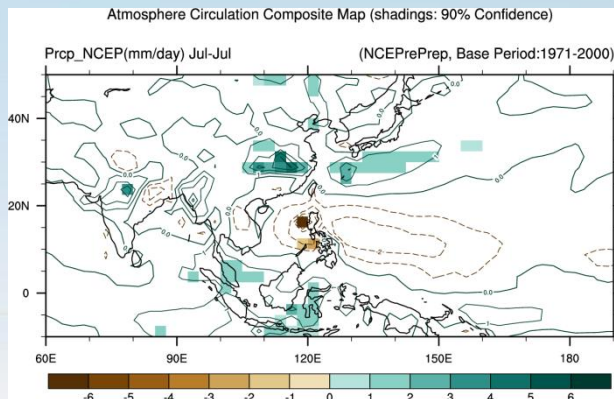 Atmosphere Circulation Composite Map (shadings: 90% Confidence)
Prcp_NCEP(mm/day) Jul-Jul (NCEPrePrep, Base Period:1971-2000)
40N
20N
0
60E 90E 120E 150E 180
-6 -5 -4 -3 -2 -1 0 1 2 3 4 5 6